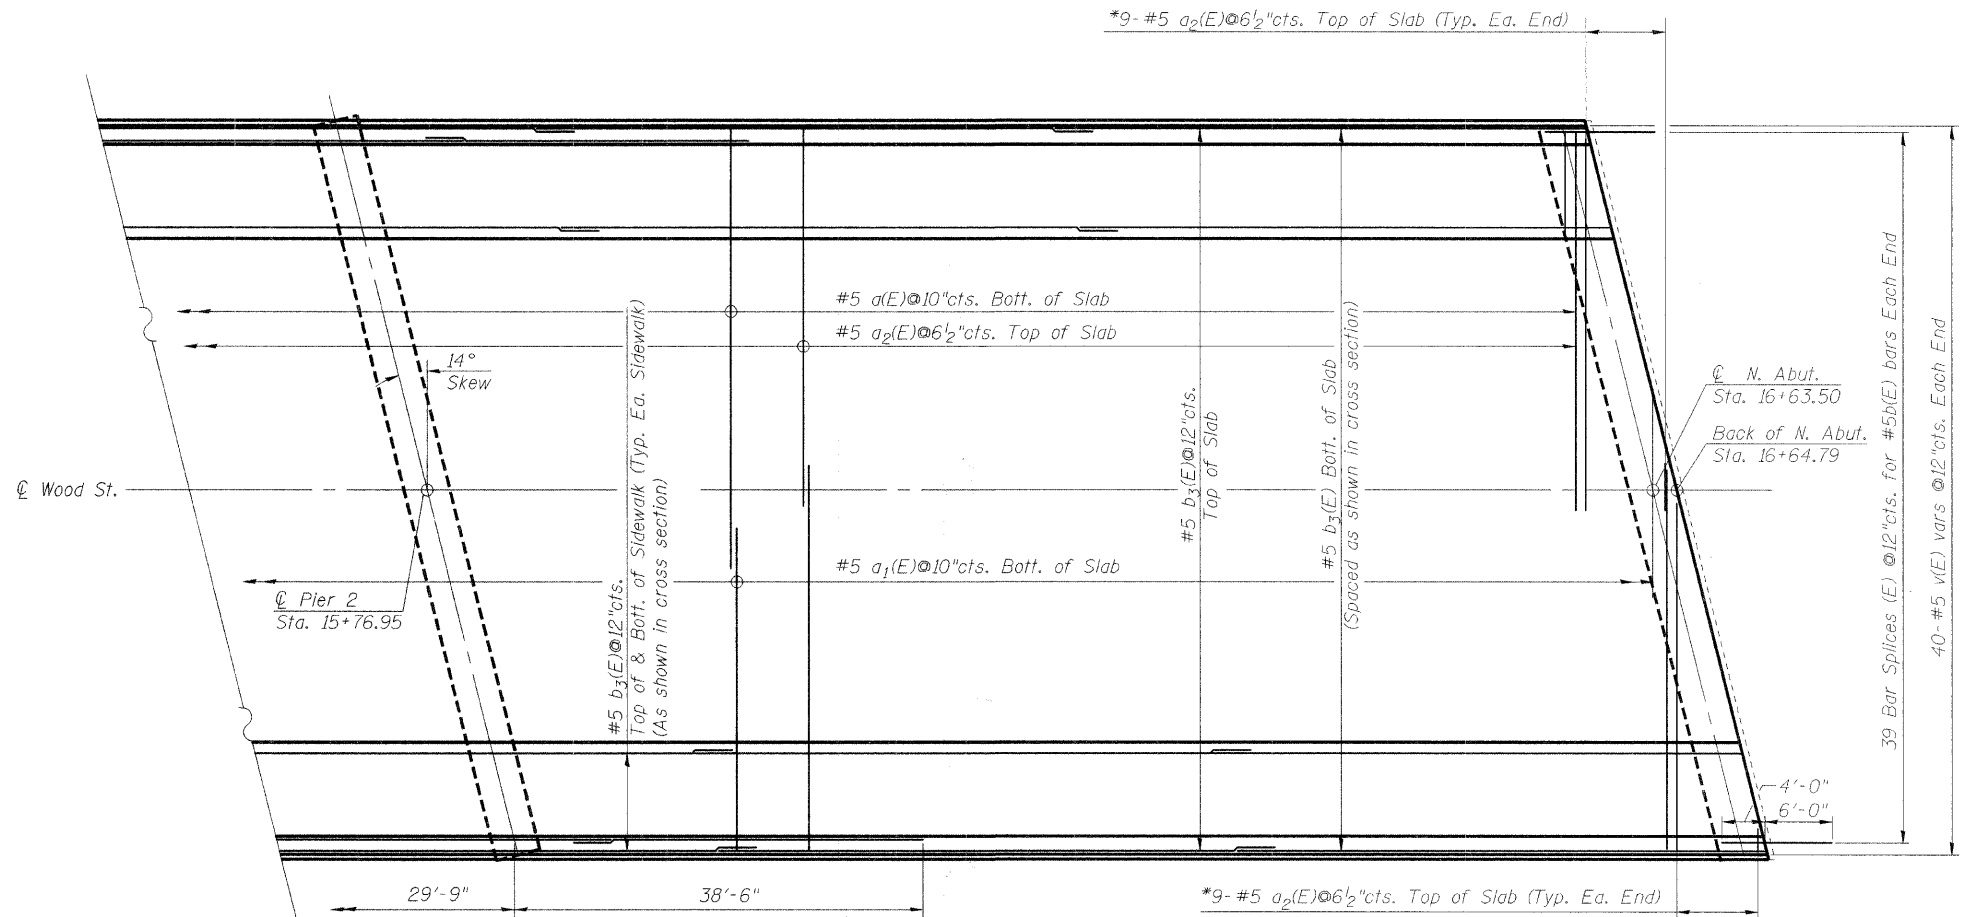 *9-#5 a2(E)@6½"cts. Top of Slab (Typ. Ea. End)
#5 a(E)@10"cts. Bott. of Slab
#5 a2(E)@6½"cts. Top of Slab
14°
Skew
℄ N. Abut.
Sta. 16+63.50
Back of N. Abut.
Sta. 16+64.79
℄ Wood St.
#5 a1(E)@10"cts. Bott. of Slab
℄ Pier 2
Sta. 15+76.95
#5 b3(E)@12"cts.
Top of & Bott. of Sidewalk (Typ. Ea. Sidewalk)
(As shown in cross section)
#5 b3(E)@12"cts.
Top of Slab
#5 b3(E) Bott. of Slab
(Spaced as shown in cross section)
39 Bar Splices (E) @12"cts. for #5b(E) bars Each End
40-#5 v(E) vars @12"cts. Each End
4'-0"
6'-0"
29'-9"
38'-6"
*9-#5 a2(E)@6½"cts. Top of Slab (Typ. Ea. End)